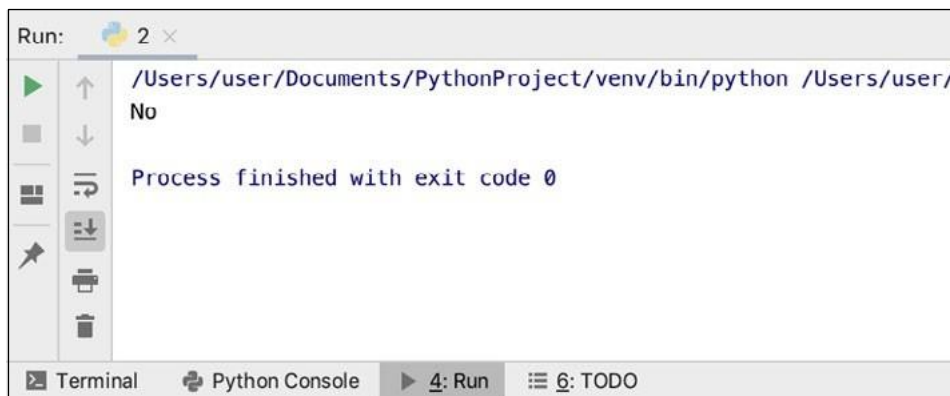 Run: 2 ×
/Users/user/Documents/PythonProject/venv/bin/python /Users/user/
No
Process finished with exit code 0
Terminal Python Console 4: Run 6: TODO